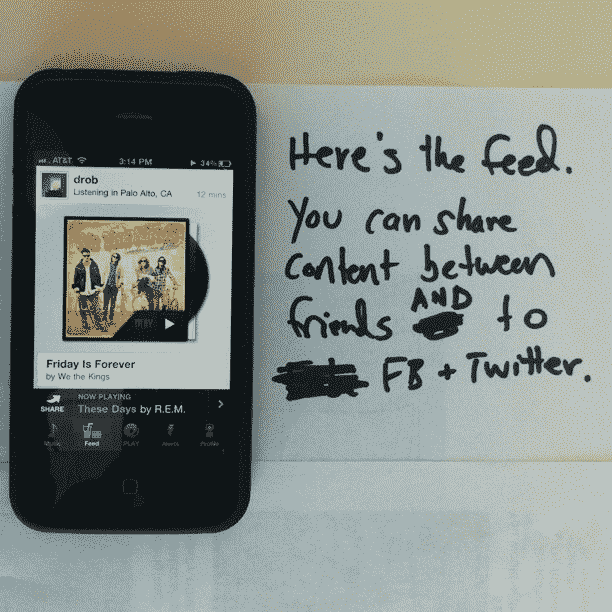 AT&T 3:14 PM 34%
drob
Listening in Palo Alto, CA 12 mins
PLAY
Friday Is Forever
by We the Kings
NOW PLAYING
SHARE These Days by R.E.M.
Music Feed PLAY Alerts Profile
Here's the feed.
You can share
content between
friends AND to
FB + Twitter.